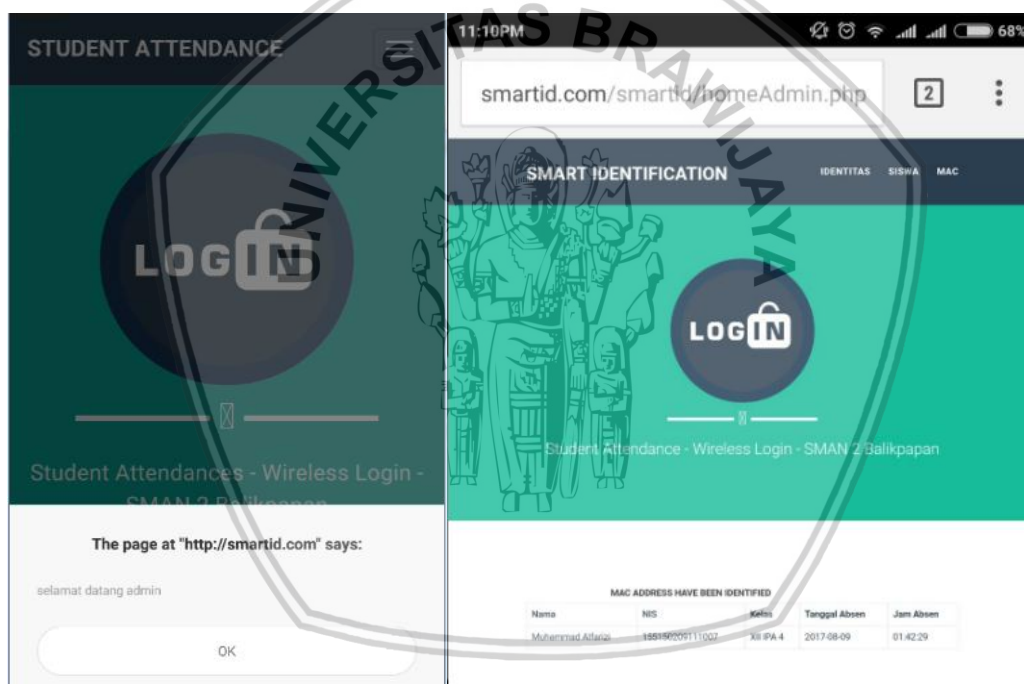 STUDENT ATTENDANCE
LOGIN
Student Attendances - Wireless Login -
SMAN 2 Balikpapan
The page at "http://smartid.com" says:
selamat datang admin
OK
11:10PM
68%
smartid.com/smartid/homeAdmin.php
2
SMART IDENTIFICATION
IDENTITAS SISWA MAC
LOGIN
Student Attendance - Wireless Login - SMAN 2 Balikpapan
MAC ADDRESS HAVE BEEN IDENTIFIED
Nama NIS Kelas Tanggal Absen Jam Absen
Muhammad Alfarizi 155150209111007 XII IPA 4 2017-08-09 01:42:29
UNIVERSITAS BRAWIJAYA